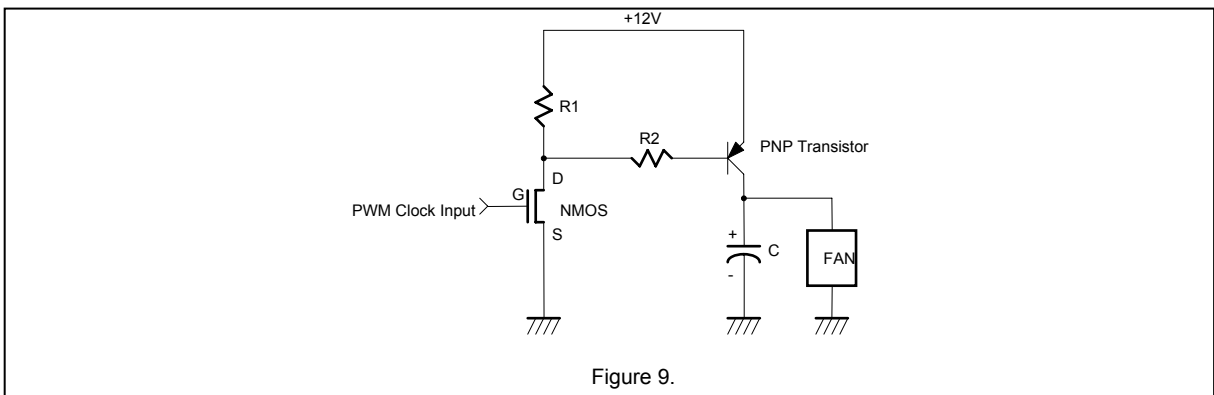 +12V
R1
R2
PNP Transistor
D
G
PWM Clock Input
NMOS
S
+
C
-
FAN
Figure 9.